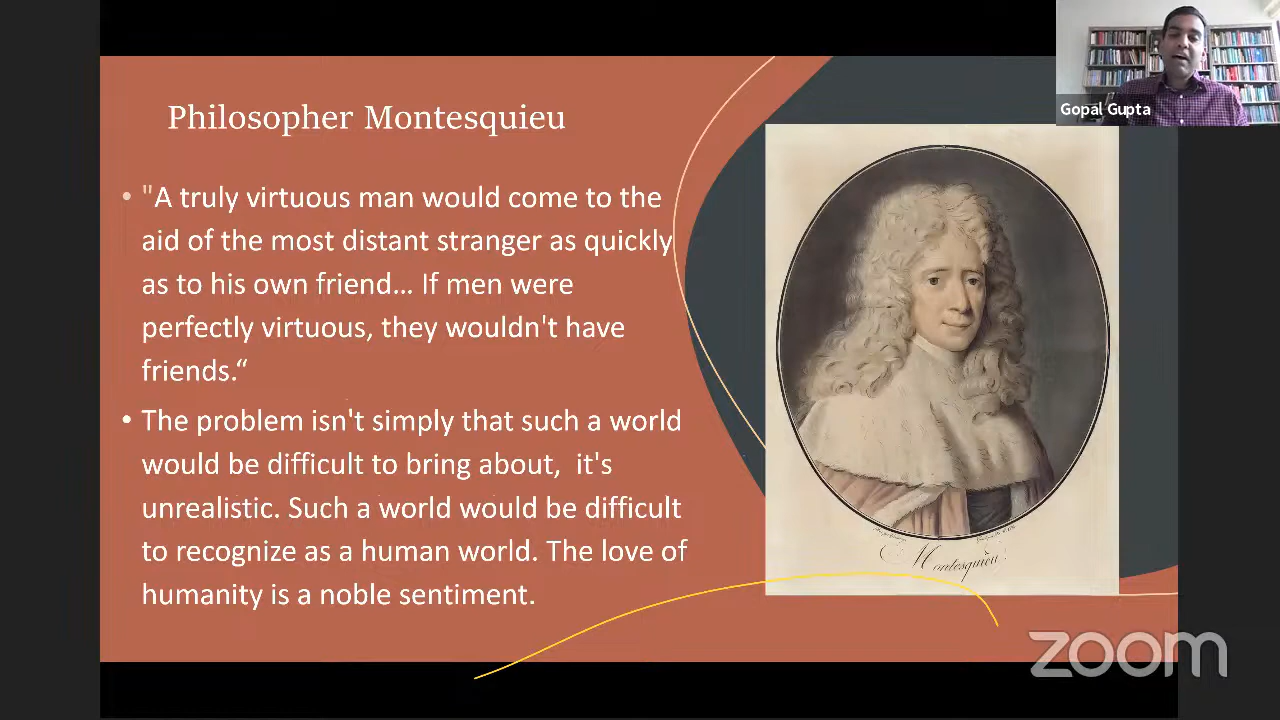 Philosopher Montesquieu
Gopal Gupta
• "A truly virtuous man would come to the
aid of the most distant stranger as quickly
as to his own friend… If men were
perfectly virtuous, they wouldn't have
friends.“
• The problem isn't simply that such a world
would be difficult to bring about,  it's
unrealistic. Such a world would be difficult
to recognize as a human world. The love of
humanity is a noble sentiment.
Montesquieu
zoom